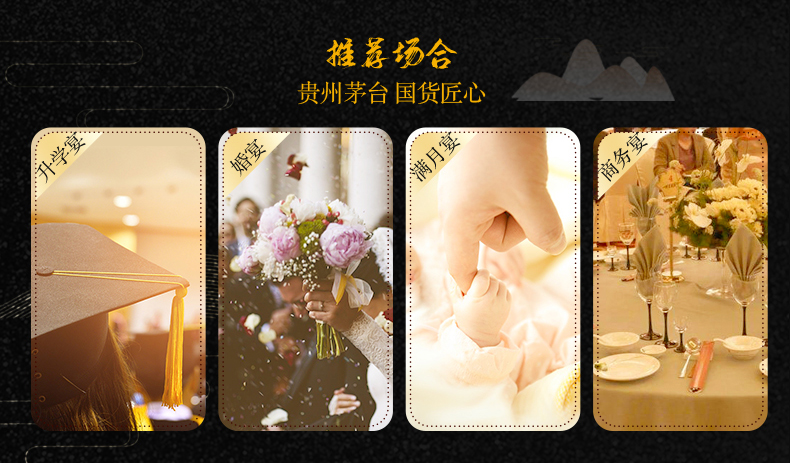 推荐场合
贵州茅台 国货匠心
升学宴
婚宴
满月宴
商务宴